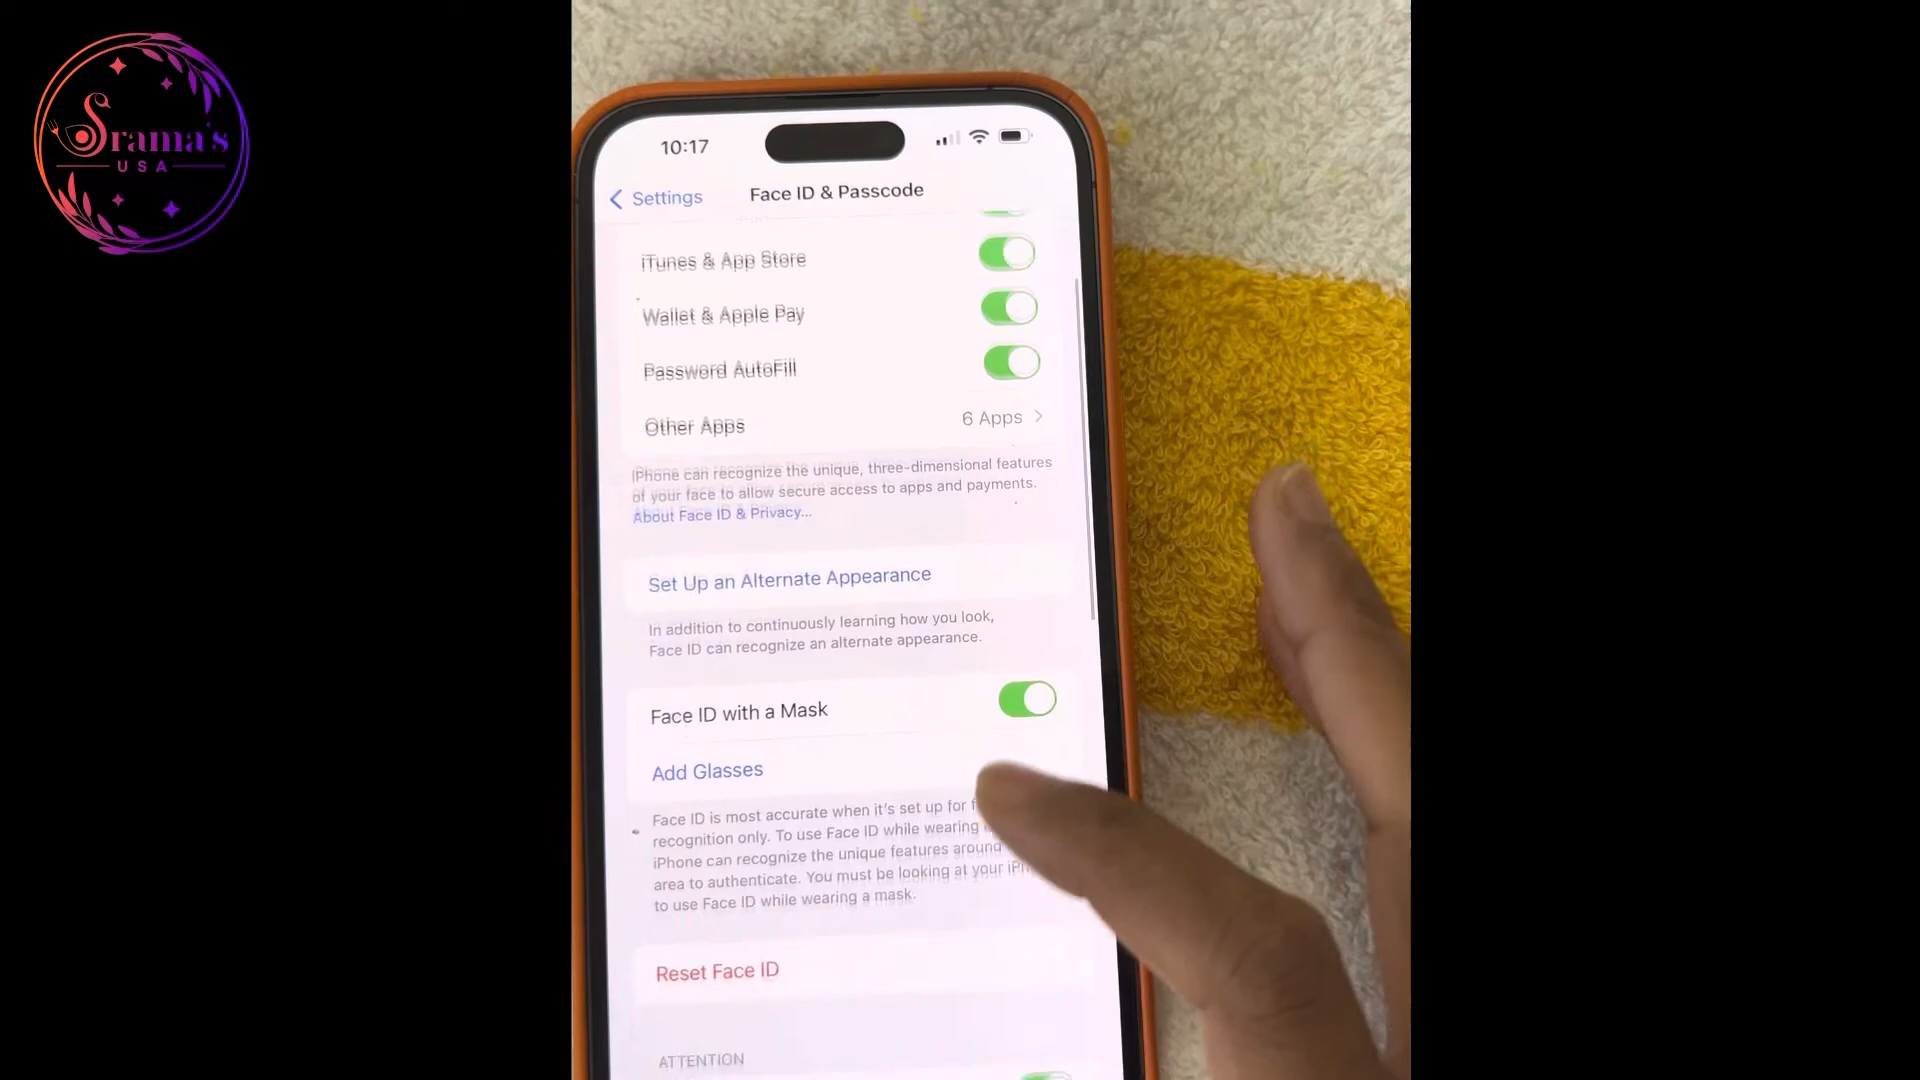 Srama's
USA
10:17
Settings
Face ID & Passcode
iTunes & App Store
Wallet & Apple Pay
Password AutoFill
Other Apps
6 Apps
iPhone can recognize the unique, three-dimensional features
of your face to allow secure access to apps and payments.
About Face ID & Privacy...
Set Up an Alternate Appearance
In addition to continuously learning how you look,
Face ID can recognize an alternate appearance.
Face ID with a Mask
Add Glasses
Face ID is most accurate when it's set up for
recognition only. To use Face ID while wearing
iPhone can recognize the unique features around
area to authenticate. You must be looking at your
to use Face ID while wearing a mask.
Reset Face ID
ATTENTION